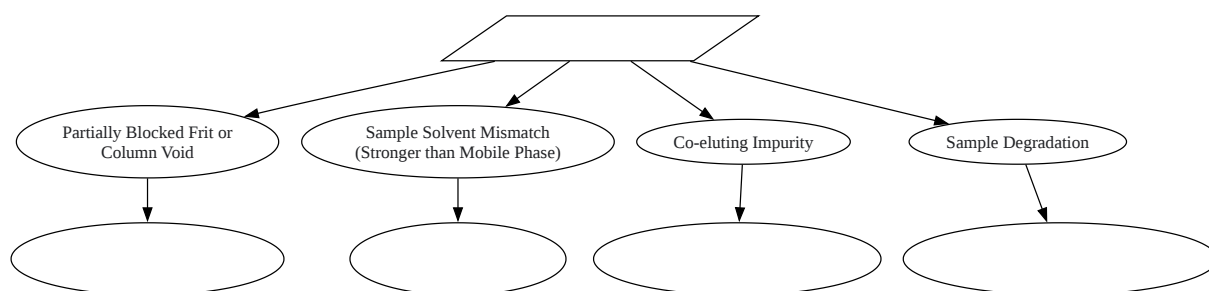 Partially Blocked Frit or
Column Void
Sample Solvent Mismatch
(Stronger than Mobile Phase)
Co-eluting Impurity
Sample Degradation